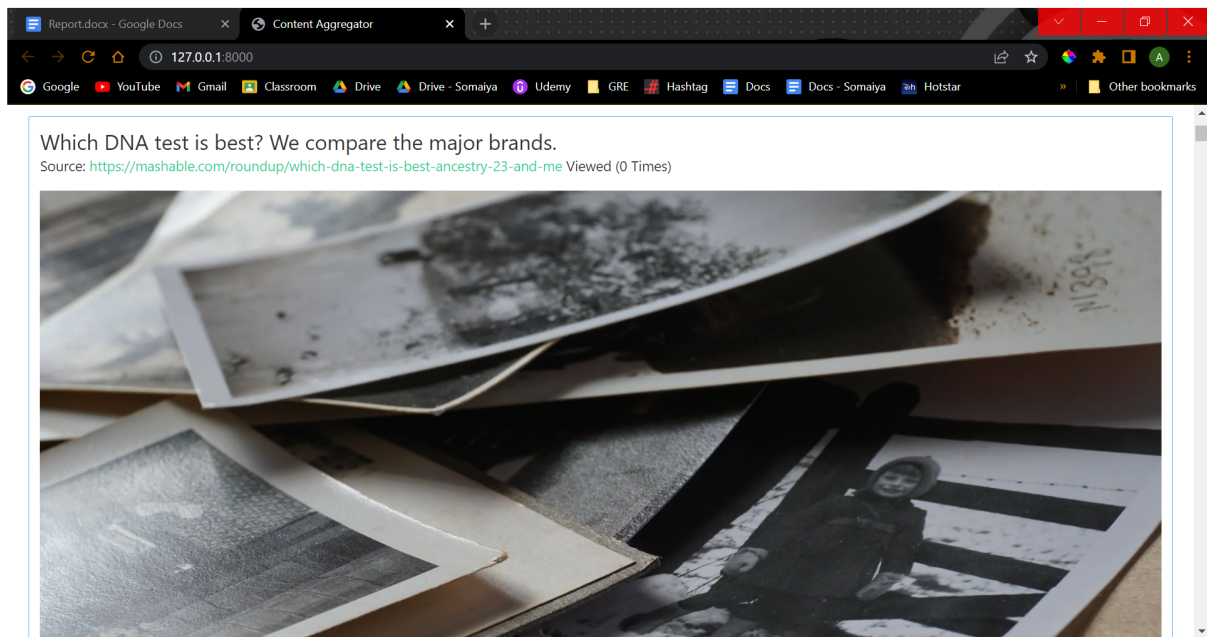 Report.docx - Google Docs
Content Aggregator
127.0.0.1:8000
A
Google YouTube Gmail Classroom Drive Drive - Somaiya Udemy GRE Hashtag Docs Docs - Somaiya Hotstar » Other bookmarks
Which DNA test is best? We compare the major brands.
Source: https://mashable.com/roundup/which-dna-test-is-best-ancestry-23-and-me Viewed (0 Times)